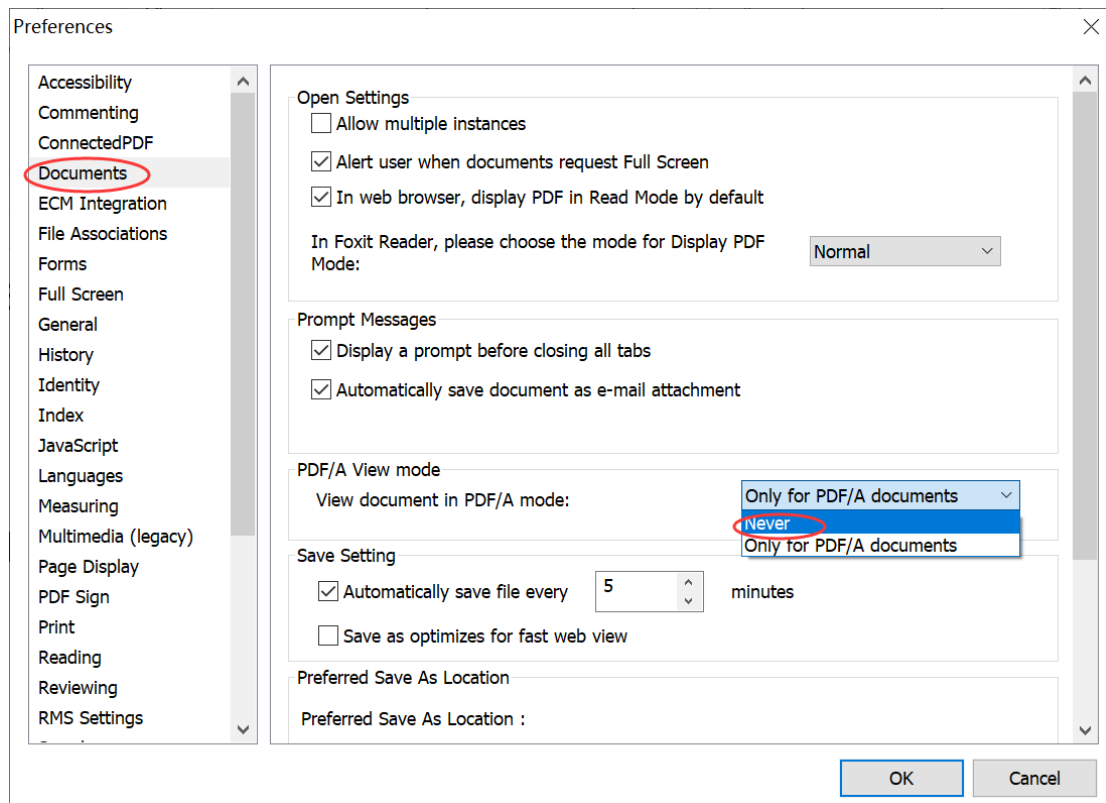 Preferences
Accessibility
Commenting
ConnectedPDF
Documents
ECM Integration
File Associations
Forms
Full Screen
General
History
Identity
Index
JavaScript
Languages
Measuring
Multimedia (legacy)
Page Display
PDF Sign
Print
Reading
Reviewing
RMS Settings
Open Settings
Allow multiple instances
Alert user when documents request Full Screen
In web browser, display PDF in Read Mode by default
In Foxit Reader, please choose the mode for Display PDF
Mode:
Normal
Prompt Messages
Display a prompt before closing all tabs
Automatically save document as e-mail attachment
PDF/A View mode
View document in PDF/A mode:
Only for PDF/A documents
Never
Only for PDF/A documents
Save Setting
Automatically save file every 5 minutes
Save as optimizes for fast web view
Preferred Save As Location
Preferred Save As Location :
OK
Cancel